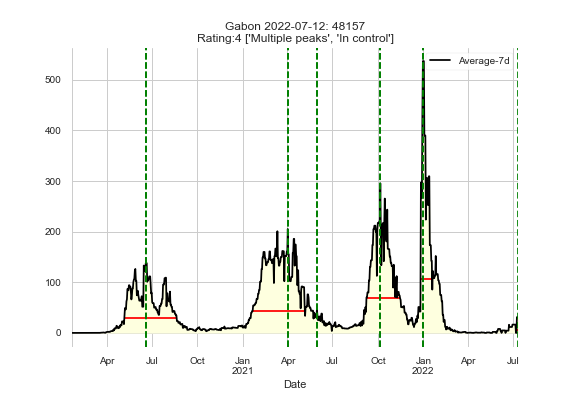 Gabon 2022-07-12: 48157
Rating:4 ['Multiple peaks', 'In control']
Average-7d
500
400
300
200
100
0
Apr Jul Oct Jan Apr Jul Oct Jan Apr Jul
2021 2022
Date